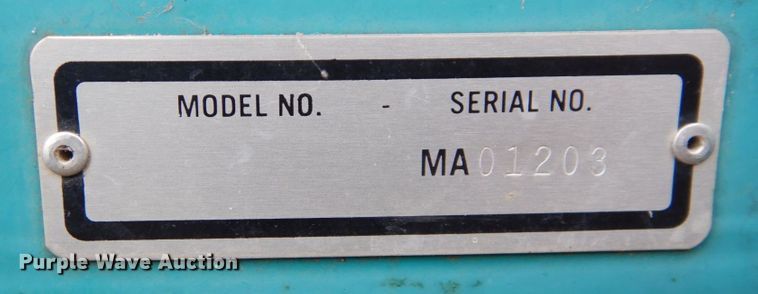 MODEL NO. - SERIAL NO.
MA01203
Purple Wave Auction